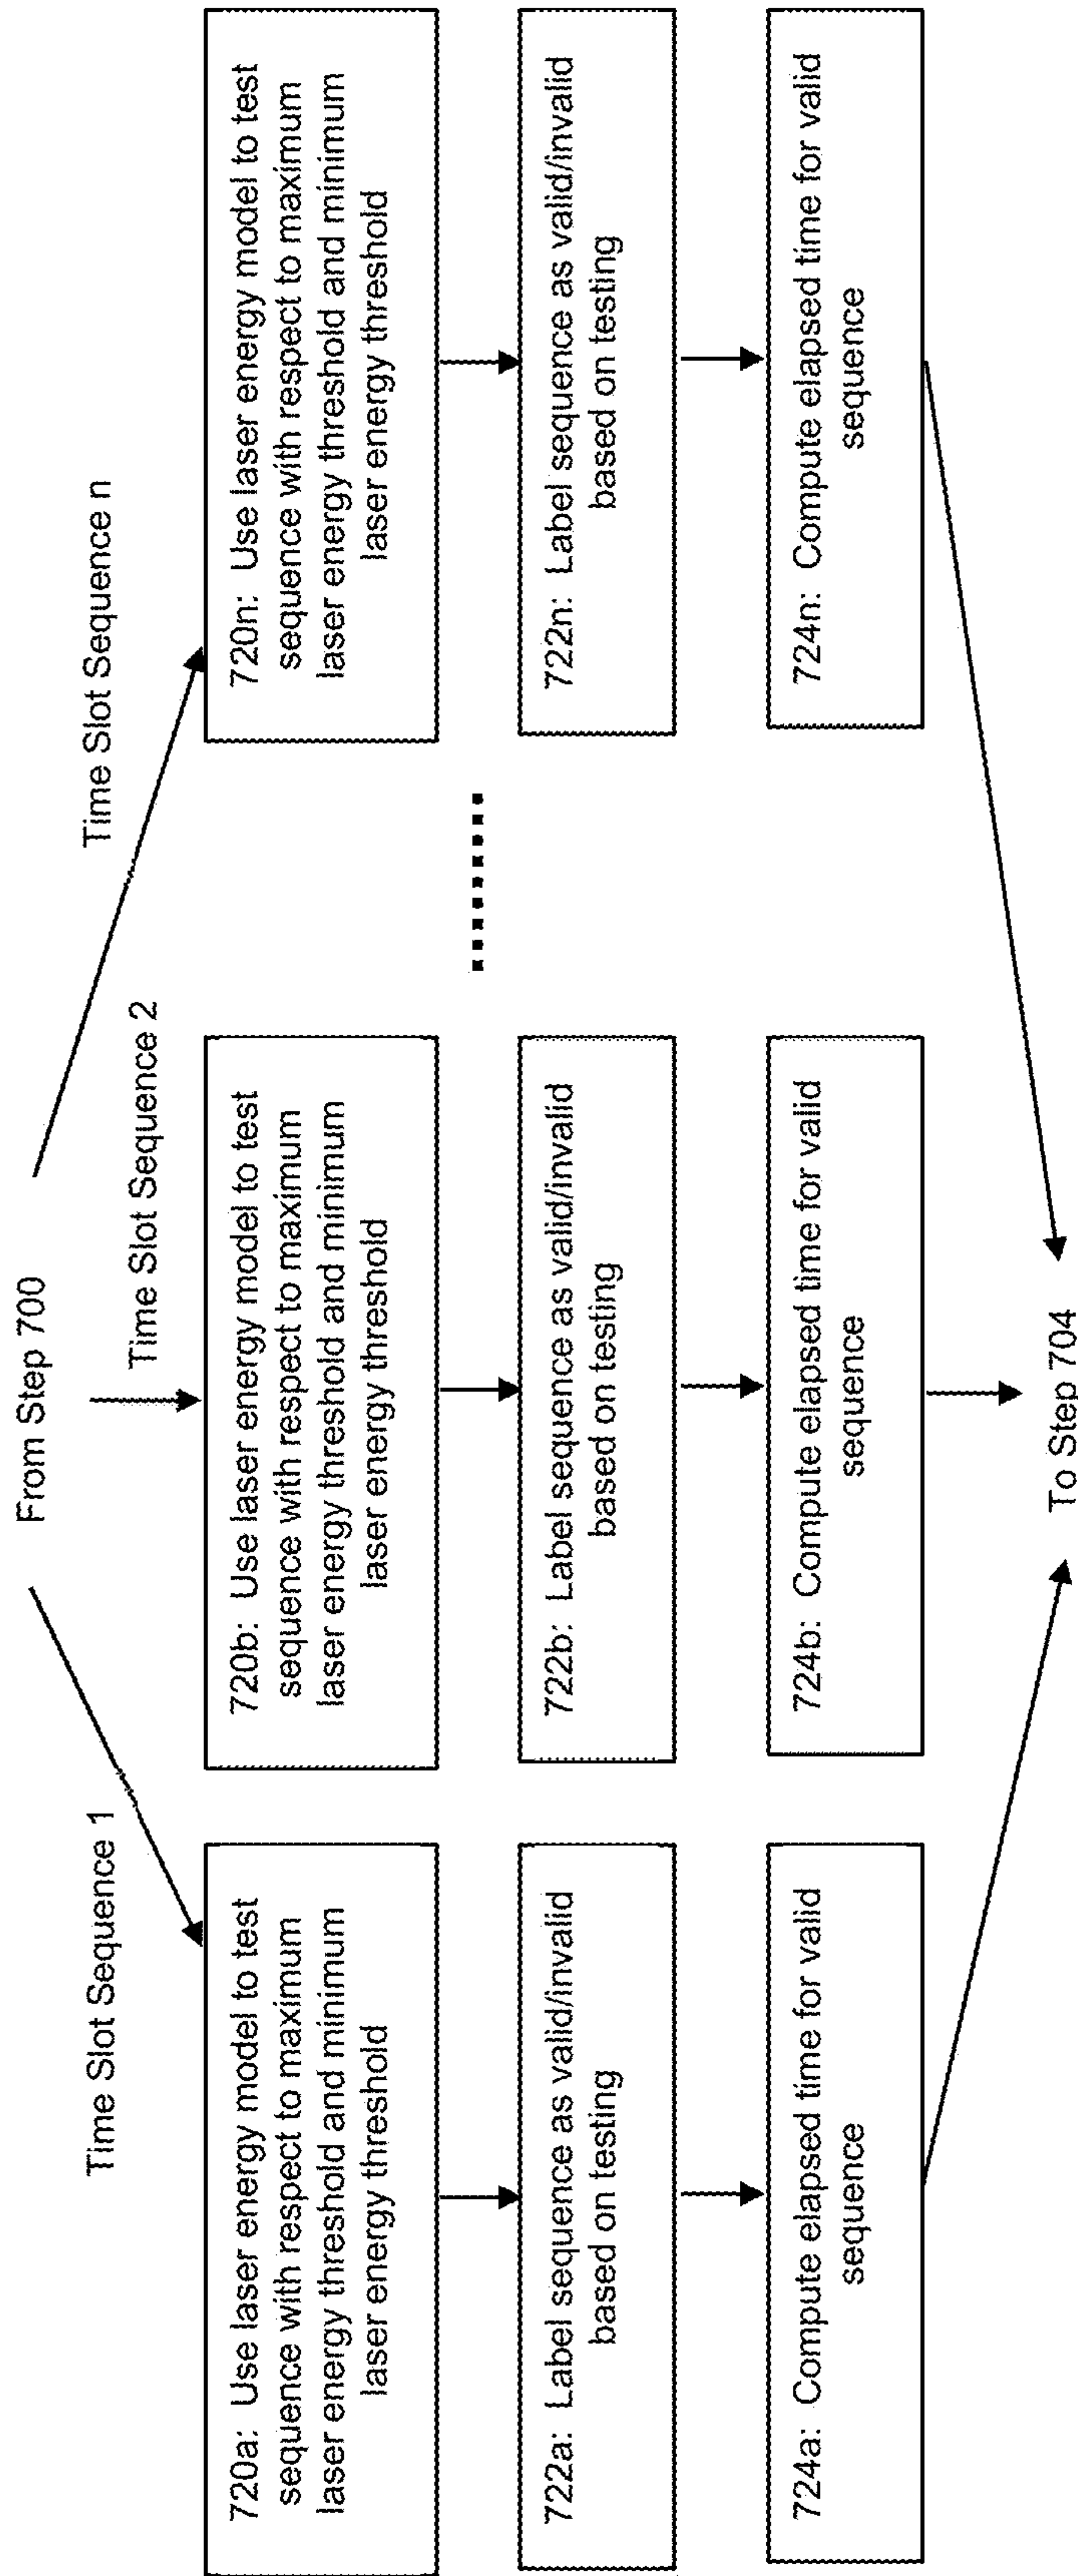 From Step 700
Time Slot Sequence 1
Time Slot Sequence 2
Time Slot Sequence n
720a: Use laser energy model to test
sequence with respect to maximum
laser energy threshold and minimum
laser energy threshold
722a: Label sequence as valid/invalid
based on testing
724a: Compute elapsed time for valid
sequence
720b: Use laser energy model to test
sequence with respect to maximum
laser energy threshold and minimum
laser energy threshold
722b: Label sequence as valid/invalid
based on testing
724b: Compute elapsed time for valid
sequence
720n: Use laser energy model to test
sequence with respect to maximum
laser energy threshold and minimum
laser energy threshold
722n: Label sequence as valid/invalid
based on testing
724n: Compute elapsed time for valid
sequence
To Step 704